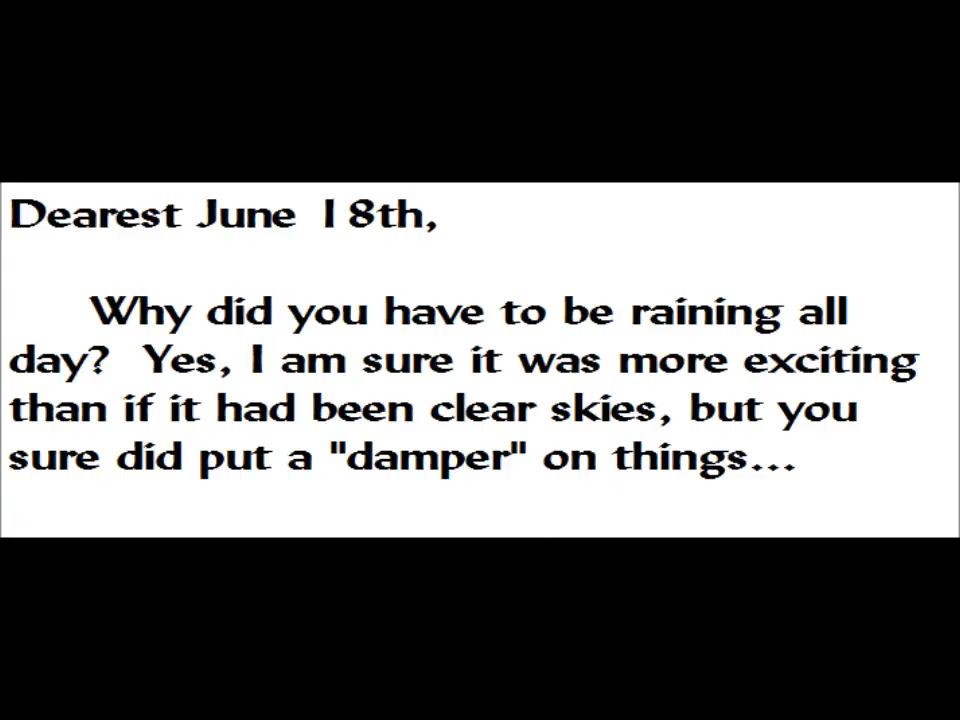 Dearest June 18th,
Why did you have to be raining all
day? Yes, I am sure it was more exciting
than if it had been clear skies, but you
sure did put a "damper" on things...